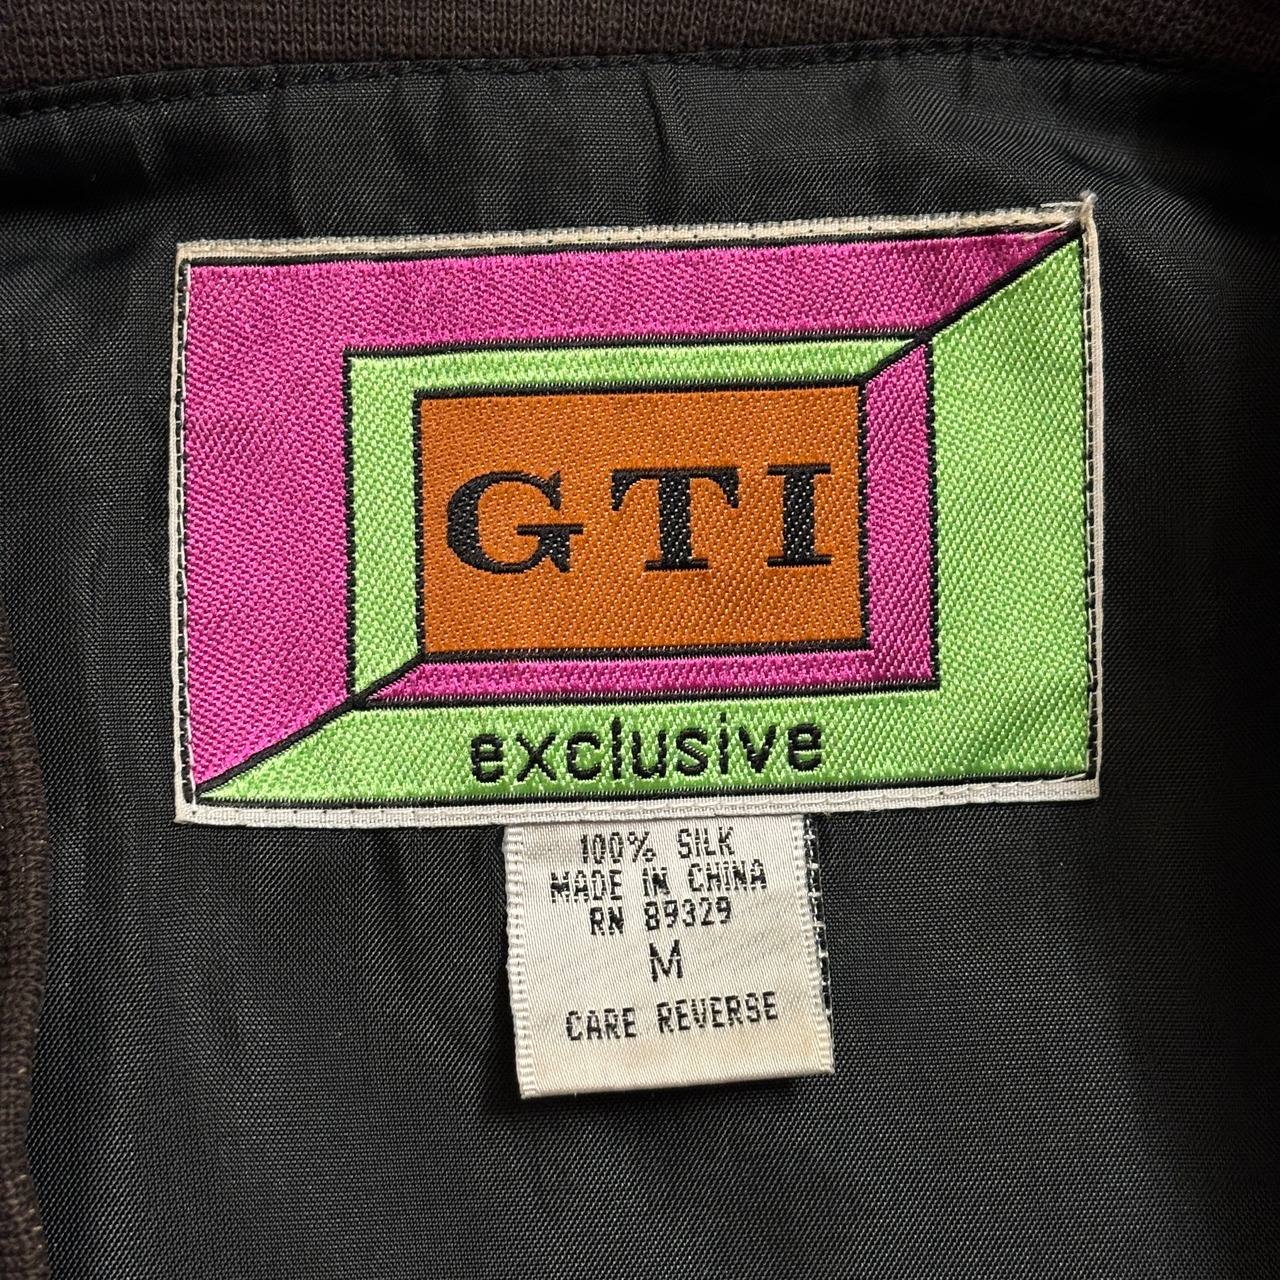 GTI
exclusive
100% SILK
MADE IN CHINA
RN 89329
M
CARE REVERSE